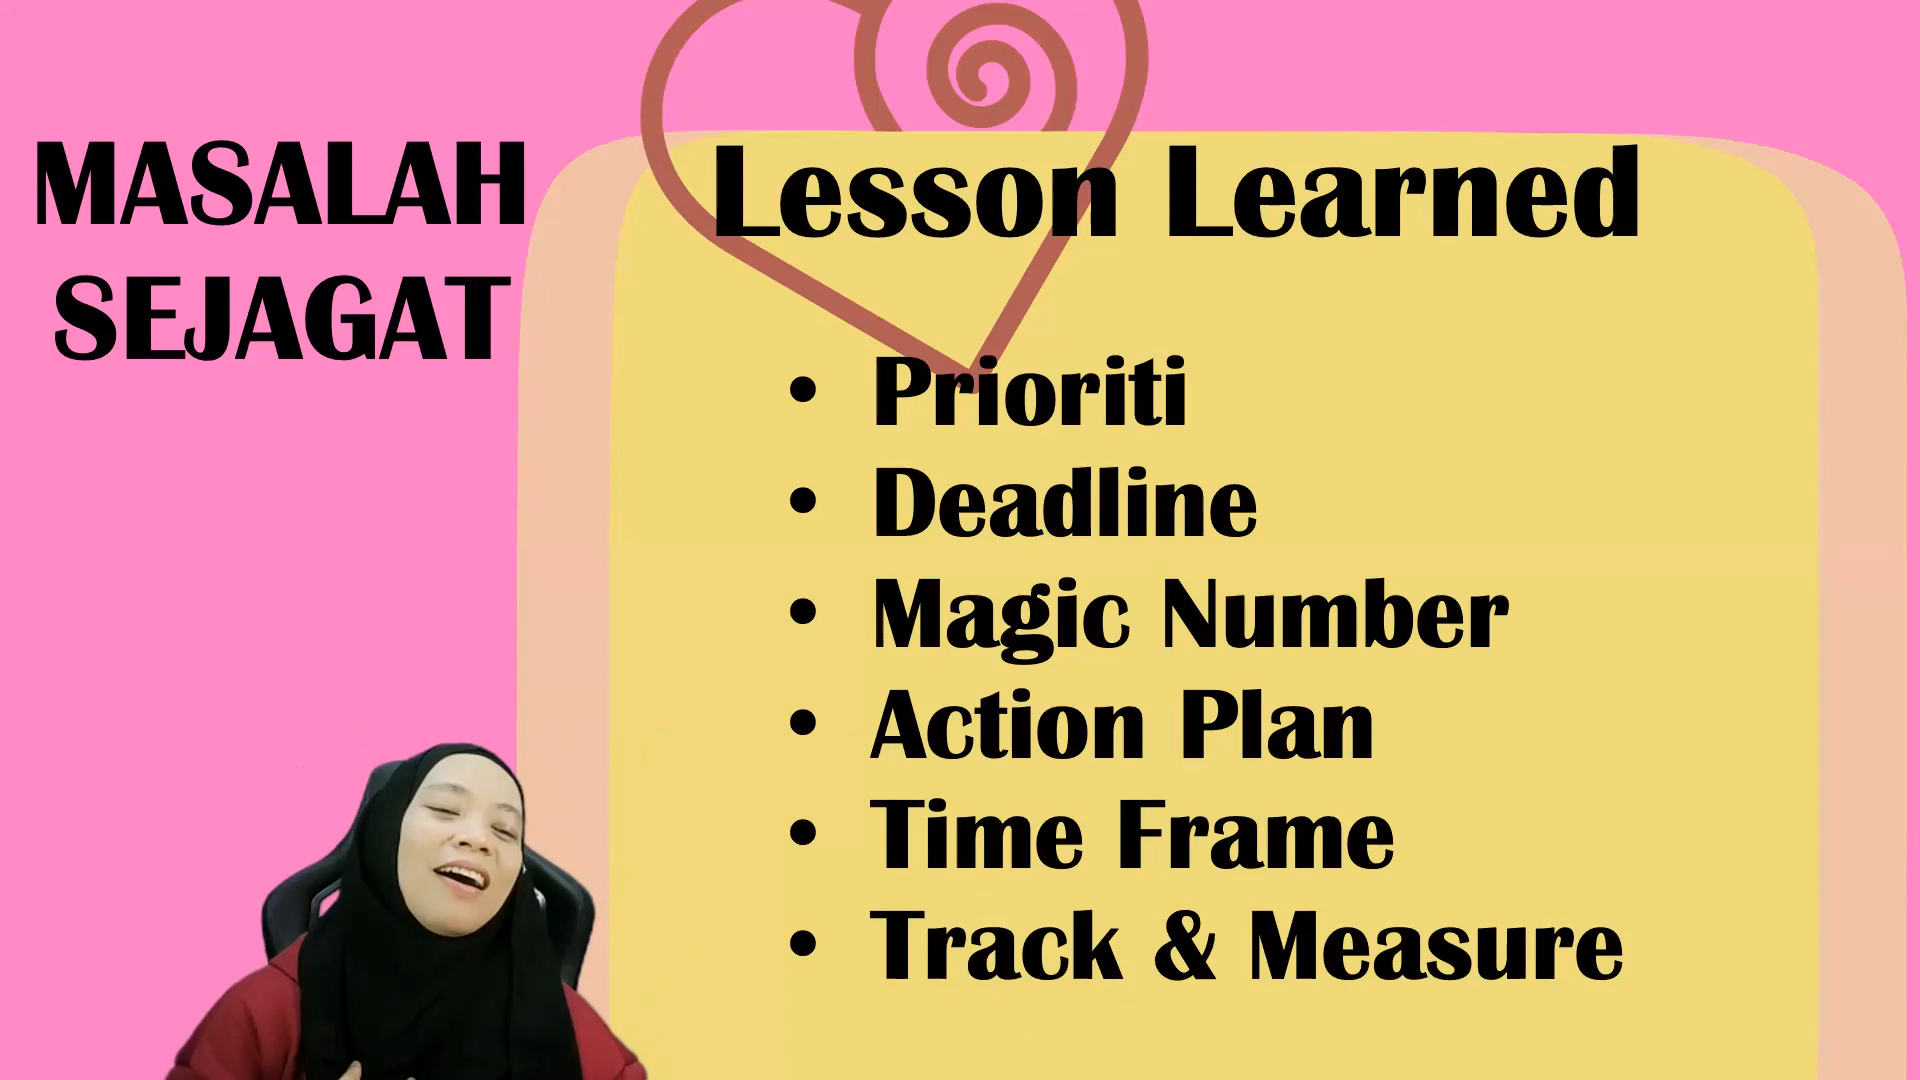 MASALAH
SEJAGAT
Lesson Learned
• Prioriti
• Deadline
• Magic Number
• Action Plan
• Time Frame
• Track & Measure